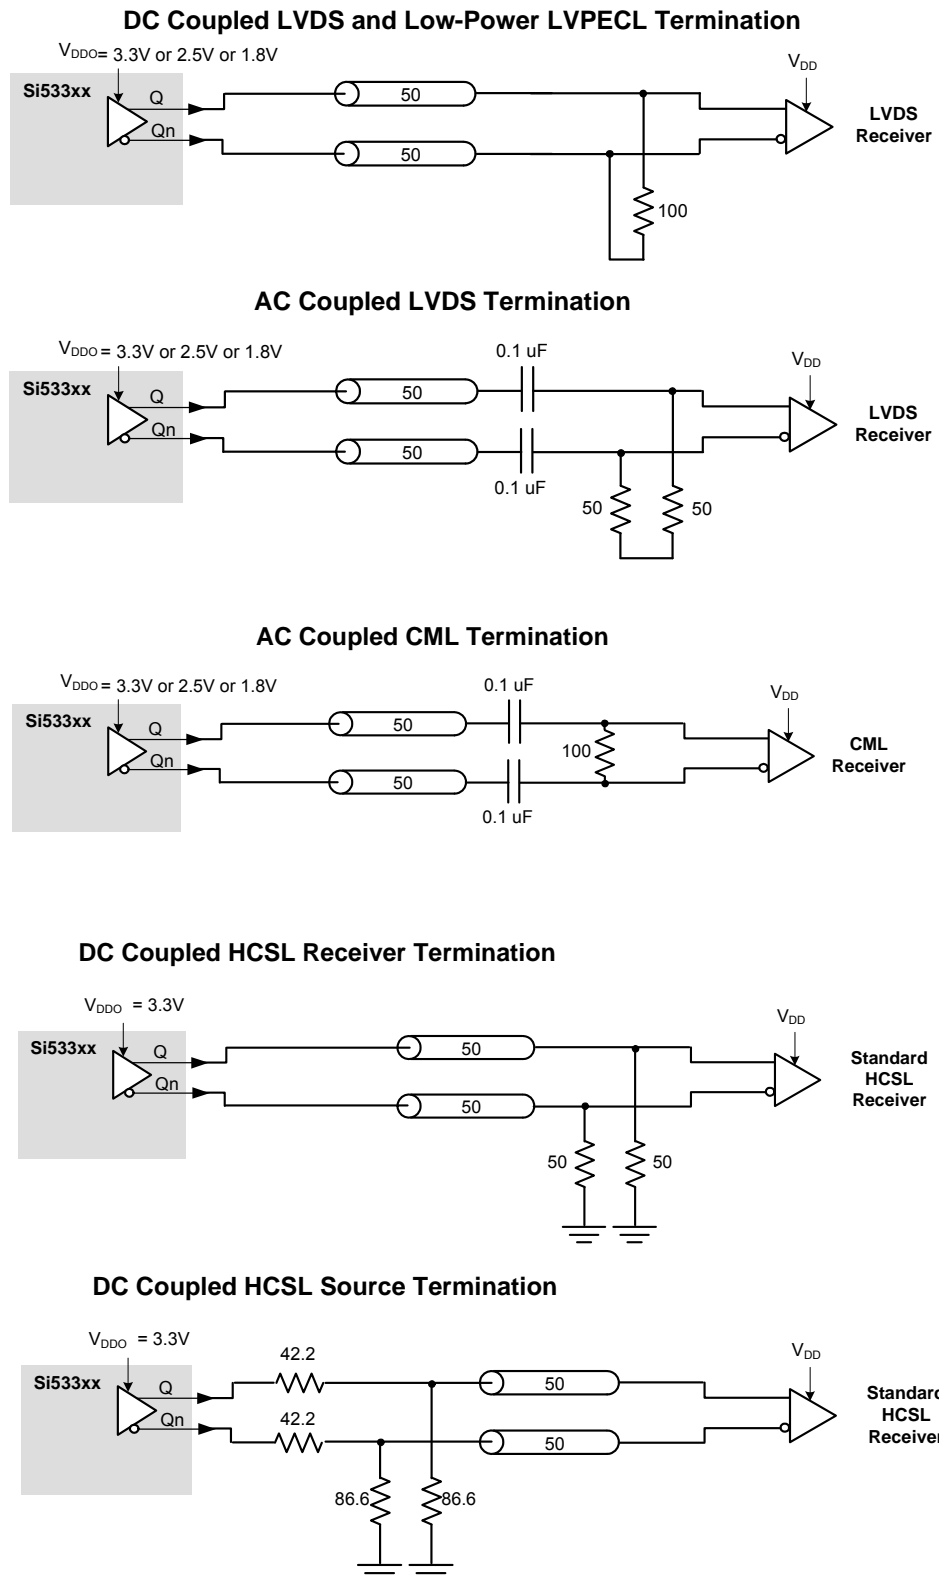 DC Coupled LVDS and Low-Power LVPECL Termination
VDDO= 3.3V or 2.5V or 1.8V
Si533xx
Q
Qn
50
50
100
VDD
LVDS
Receiver
AC Coupled LVDS Termination
VDDO = 3.3V or 2.5V or 1.8V
Si533xx
Q
Qn
50
50
0.1 uF
0.1 uF
50
50
VDD
LVDS
Receiver
AC Coupled CML Termination
VDDO = 3.3V or 2.5V or 1.8V
Si533xx
Q
Qn
50
50
0.1 uF
0.1 uF
100
VDD
CML
Receiver
DC Coupled HCSL Receiver Termination
VDDO = 3.3V
Si533xx
Q
Qn
50
50
50
50
VDD
Standard
HCSL
Receiver
DC Coupled HCSL Source Termination
VDDO = 3.3V
Si533xx
Q
Qn
42.2
42.2
86.6
86.6
50
50
VDD
Standard
HCSL
Receiver